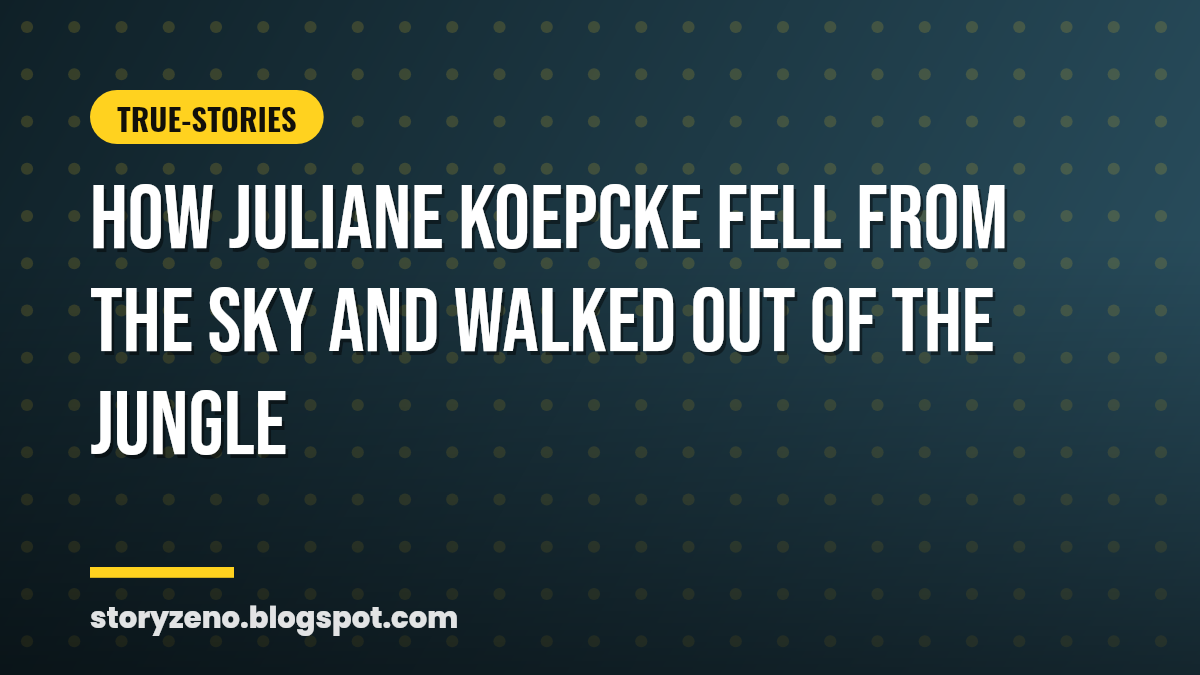 TRUE-STORIES
HOW JULIANE KOEPCKE FELL FROM
THE SKY AND WALKED OUT OF THE
JUNGLE
storyzeno.blogspot.com